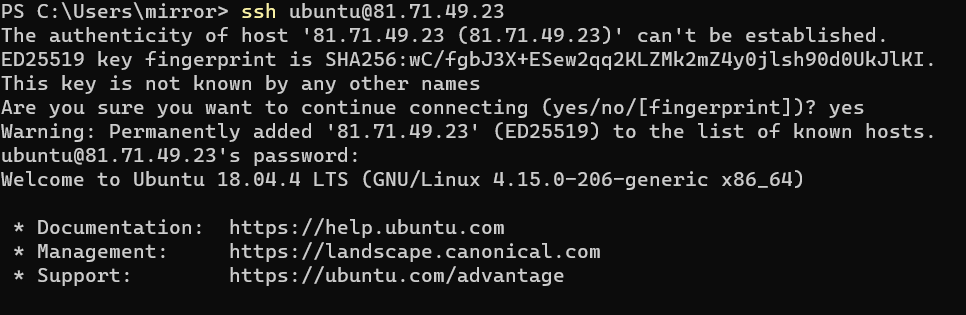 PS C:\Users\mirror> ssh ubuntu@81.71.49.23
The authenticity of host '81.71.49.23 (81.71.49.23)' can't be established.
ED25519 key fingerprint is SHA256:wC/fgbJ3X+ESew2qq2KLZMk2mZ4y0jlsh90d0UkJlKI.
This key is not known by any other names
Are you sure you want to continue connecting (yes/no/[fingerprint])? yes
Warning: Permanently added '81.71.49.23' (ED25519) to the list of known hosts.
ubuntu@81.71.49.23's password:
Welcome to Ubuntu 18.04.4 LTS (GNU/Linux 4.15.0-206-generic x86_64)
* Documentation:  https://help.ubuntu.com
* Management:     https://landscape.canonical.com
* Support:        https://ubuntu.com/advantage